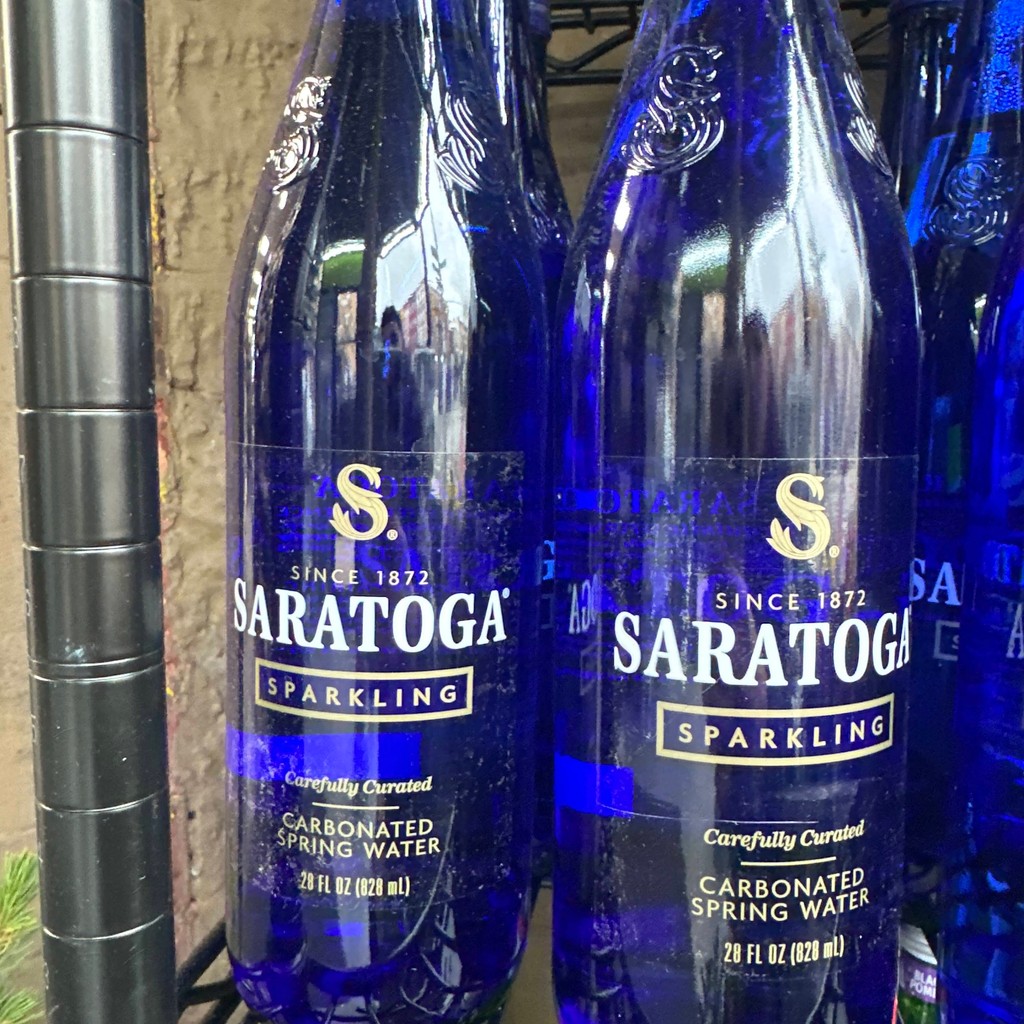 S®
SINCE 1872
SARATOGA®
SPARKLING
Carefully Curated
CARBONATED
SPRING WATER
28 FL OZ (828 mL)
S®
SINCE 1872
SARATOGA
SPARKLING
Carefully Curated
CARBONATED
SPRING WATER
28 FL OZ (828 mL)
SA